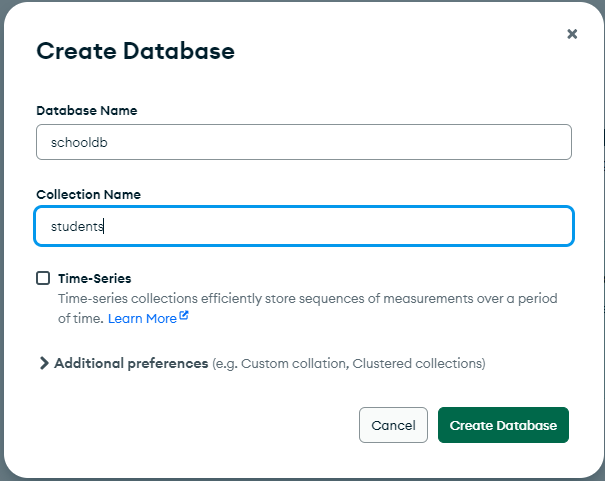 Create Database
Database Name
schooldb
Collection Name
students
Time-Series
Time-series collections efficiently store sequences of measurements over a period
of time. Learn More
Additional preferences (e.g. Custom collation, Clustered collections)
Cancel
Create Database